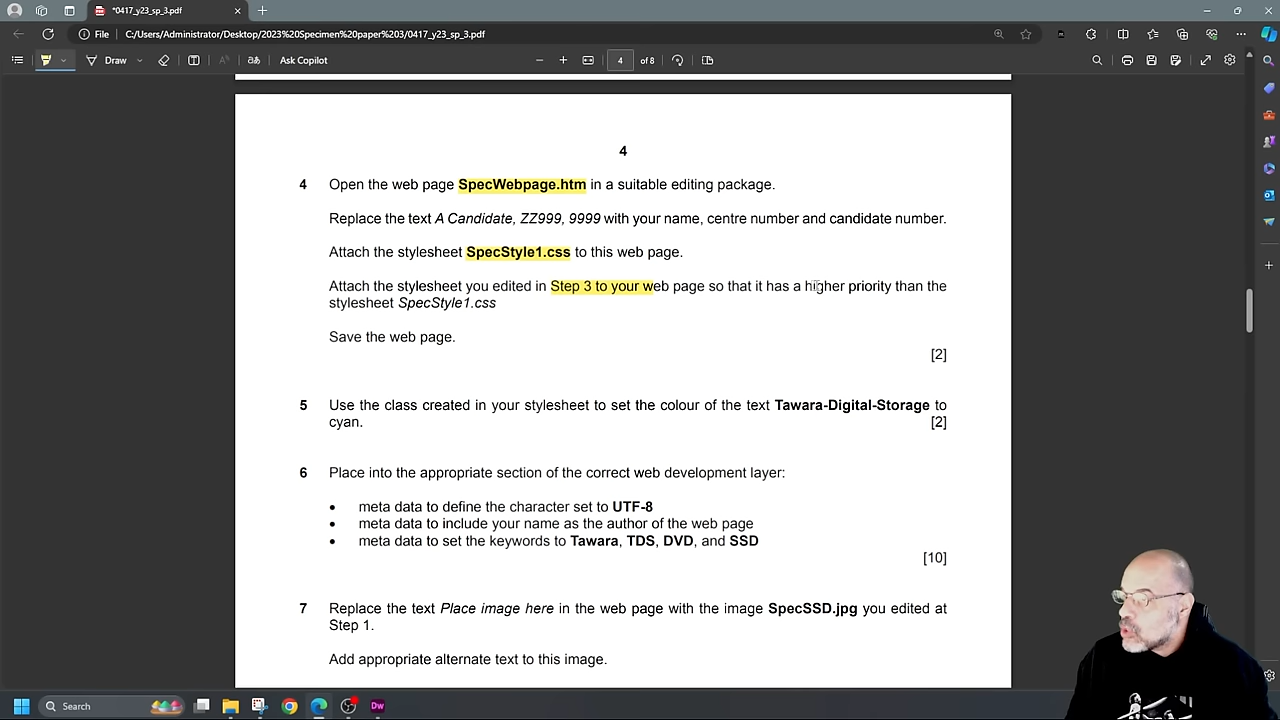 *0417_y23_sp_3.pdf
File C:/Users/Administrator/Desktop/2023%20Specimen%20paper%203/0417_y23_sp_3.pdf
Draw Ask Copilot 4 of 8
4
4 Open the web page SpecWebpage.htm in a suitable editing package.
Replace the text A Candidate, ZZ999, 9999 with your name, centre number and candidate number.
Attach the stylesheet SpecStyle1.css to this web page.
Attach the stylesheet you edited in Step 3 to your web page so that it has a higher priority than the
stylesheet SpecStyle1.css
Save the web page.
[2]
5 Use the class created in your stylesheet to set the colour of the text Tawara-Digital-Storage to
cyan. [2]
6 Place into the appropriate section of the correct web development layer:
• meta data to define the character set to UTF-8
• meta data to include your name as the author of the web page
• meta data to set the keywords to Tawara, TDS, DVD, and SSD
[10]
7 Replace the text Place image here in the web page with the image SpecSSD.jpg you edited at
Step 1.
Add appropriate alternate text to this image.
Search Dw